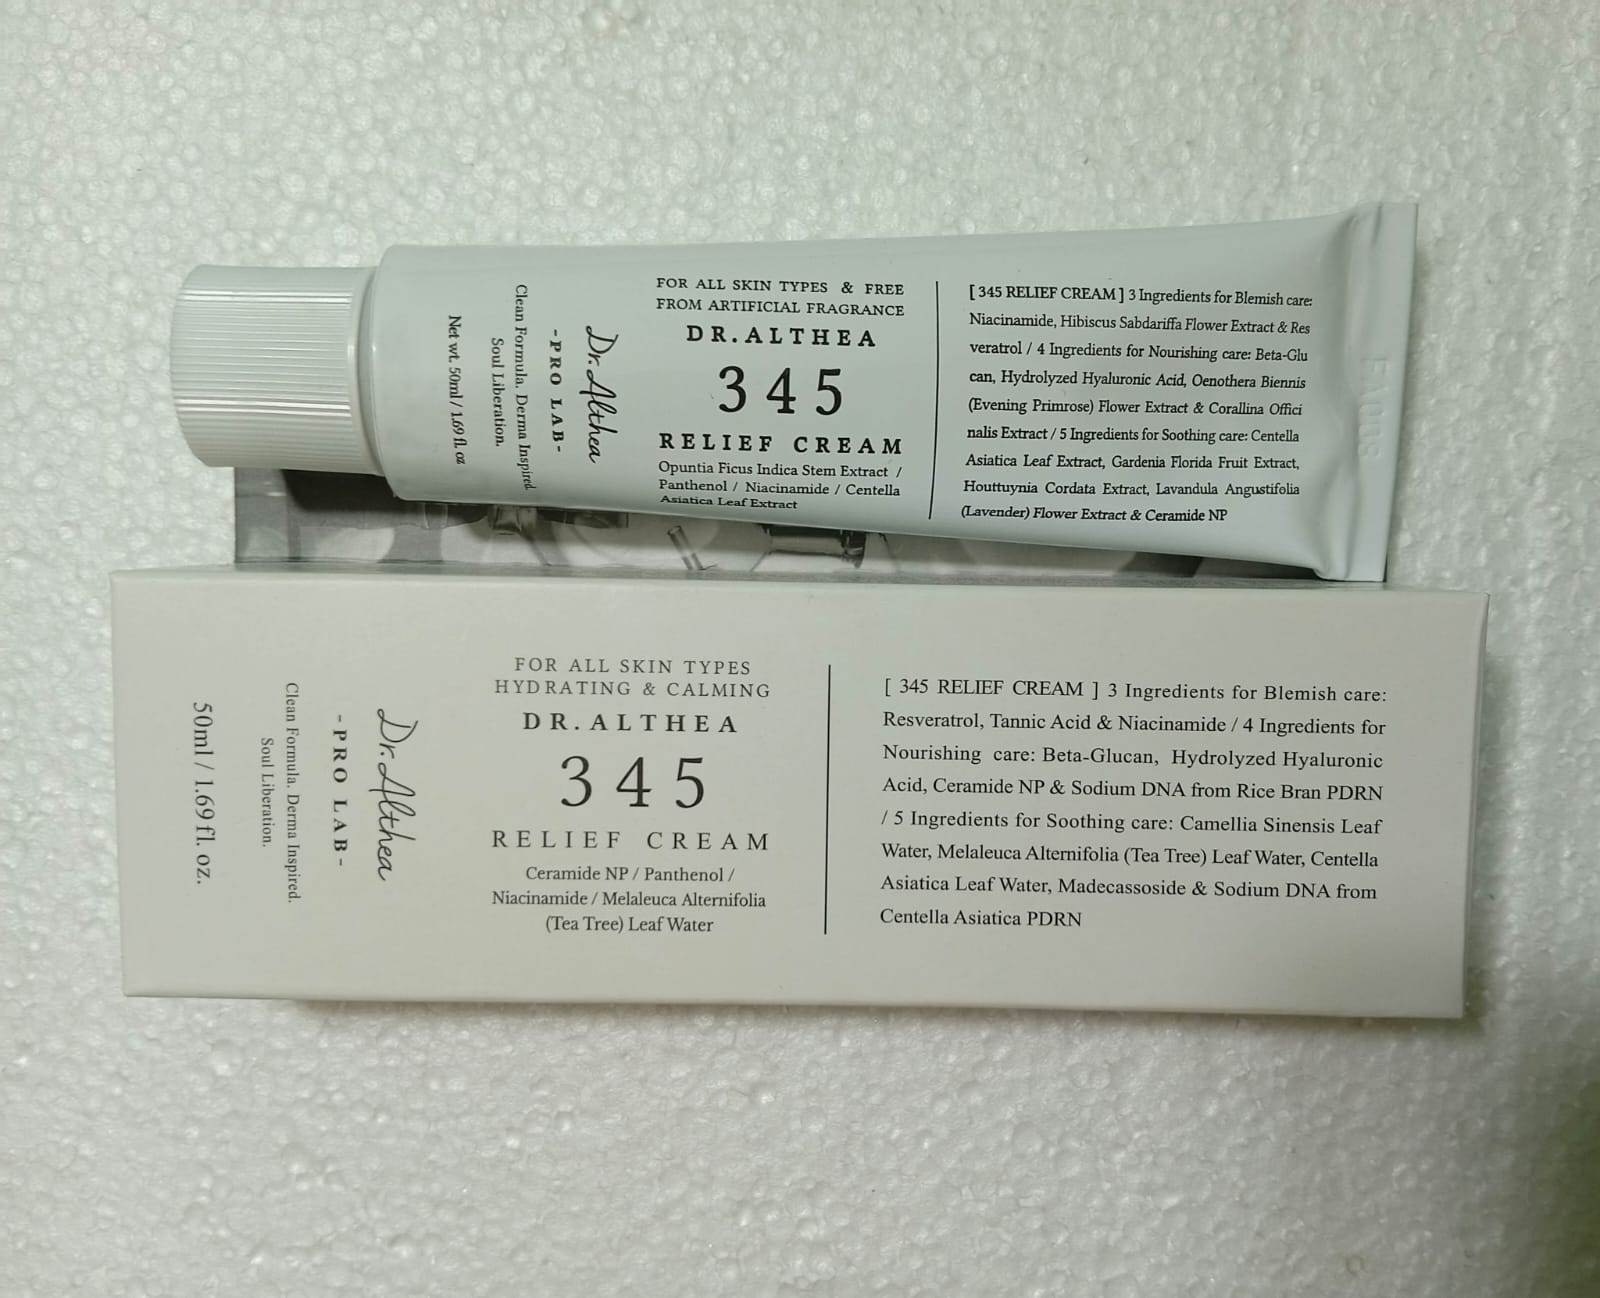 FOR ALL SKIN TYPES & FREE
FROM ARTIFICIAL FRAGRANCE
DR.ALTHEA
345
RELIEF CREAM
Opuntia Ficus Indica Stem Extract /
Panthenol / Niacinamide / Centella
Asiatica Leaf Extract
[ 345 RELIEF CREAM ] 3 Ingredients for Blemish care:
Niacinamide, Hibiscus Sabdariffa Flower Extract & Res
veratrol / 4 Ingredients for Nourishing care: Beta-Glu
can, Hydrolyzed Hyaluronic Acid, Oenothera Biennis
(Evening Primrose) Flower Extract & Corallina Offici
nalis Extract / 5 Ingredients for Soothing care: Centella
Asiatica Leaf Extract, Gardenia Florida Fruit Extract,
Houttuynia Cordata Extract, Lavandula Angustifolia
(Lavender) Flower Extract & Ceramide NP
Dr. Althea
-PRO LAB-
Clean Formula. Derma Inspired.
Soul Liberation.
Net wt. 50ml / 1.69 fl. oz
FOR ALL SKIN TYPES
HYDRATING & CALMING
DR.ALTHEA
345
RELIEF CREAM
Ceramide NP / Panthenol /
Niacinamide / Melaleuca Alternifolia
(Tea Tree) Leaf Water
[ 345 RELIEF CREAM ] 3 Ingredients for Blemish care:
Resveratrol, Tannic Acid & Niacinamide / 4 Ingredients for
Nourishing care: Beta-Glucan, Hydrolyzed Hyaluronic
Acid, Ceramide NP & Sodium DNA from Rice Bran PDRN
/ 5 Ingredients for Soothing care: Camellia Sinensis Leaf
Water, Melaleuca Alternifolia (Tea Tree) Leaf Water, Centella
Asiatica Leaf Water, Madecassoside & Sodium DNA from
Centella Asiatica PDRN
Dr. Althea
-PRO LAB-
Clean Formula. Derma Inspired.
Soul Liberation.
50ml / 1.69 fl. oz.